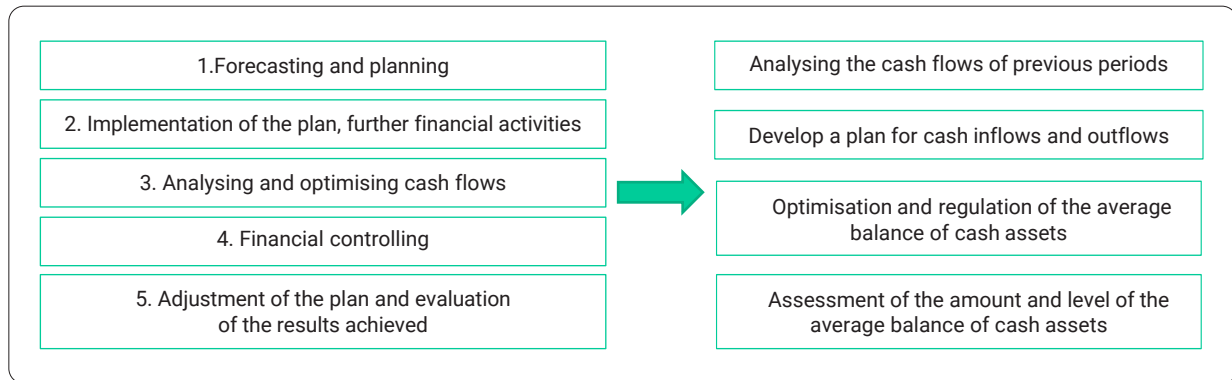 1.Forecasting and planning
2. Implementation of the plan, further financial activities
3. Analysing and optimising cash flows
4. Financial controlling
5. Adjustment of the plan and evaluation
of the results achieved
Analysing the cash flows of previous periods
Develop a plan for cash inflows and outflows
Optimisation and regulation of the average
balance of cash assets
Assessment of the amount and level of the
average balance of cash assets